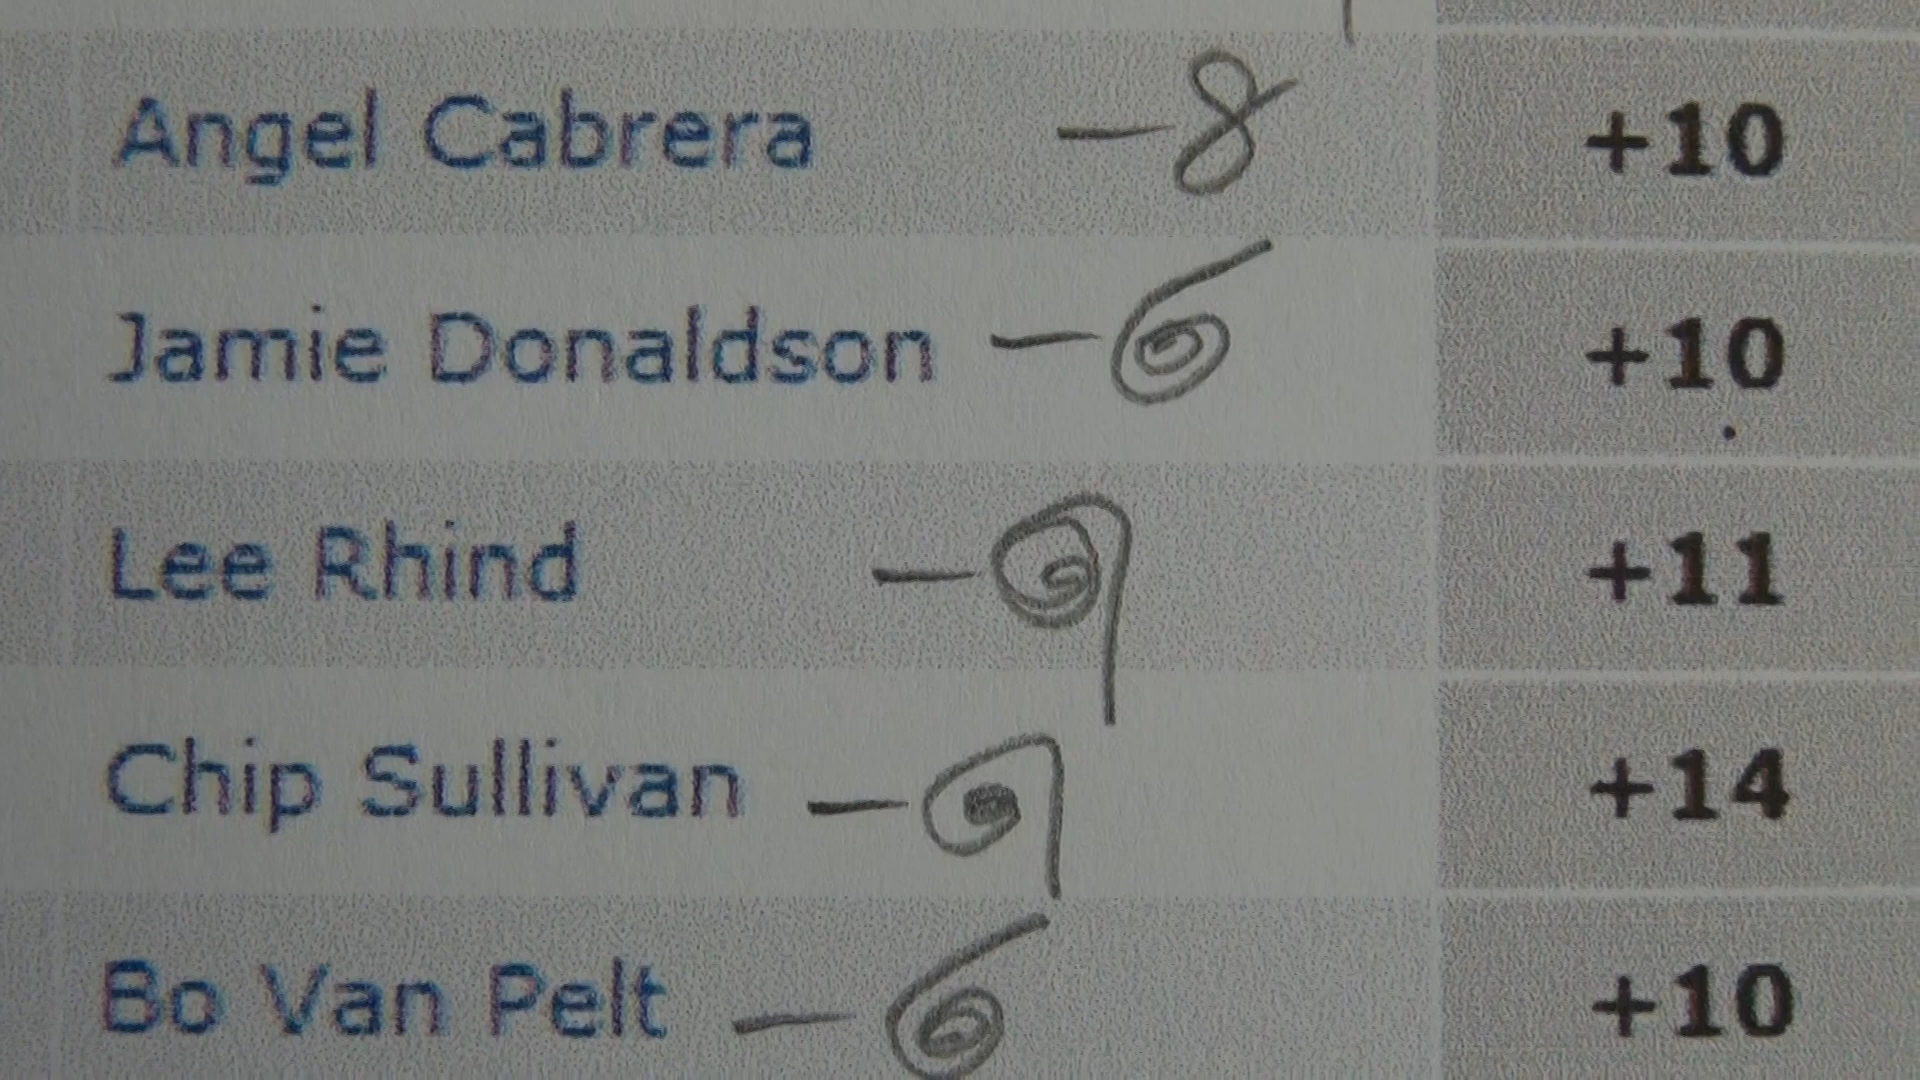 Angel Cabrera -8 +10
Jamie Donaldson -6 +10
Lee Rhind -9 +11
Chip Sullivan -9 +14
Bo Van Pelt -6 +10